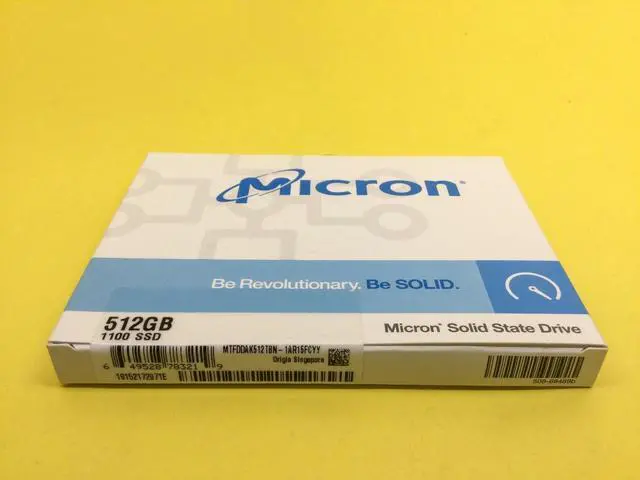 Micron®
Be Revolutionary. Be SOLID.
512GB
1100 SSD
Micron® Solid State Drive
MTFDDAK512TBN-1AR15FCYY
Origin Singapore
6 49528 78321 9
18152172071E